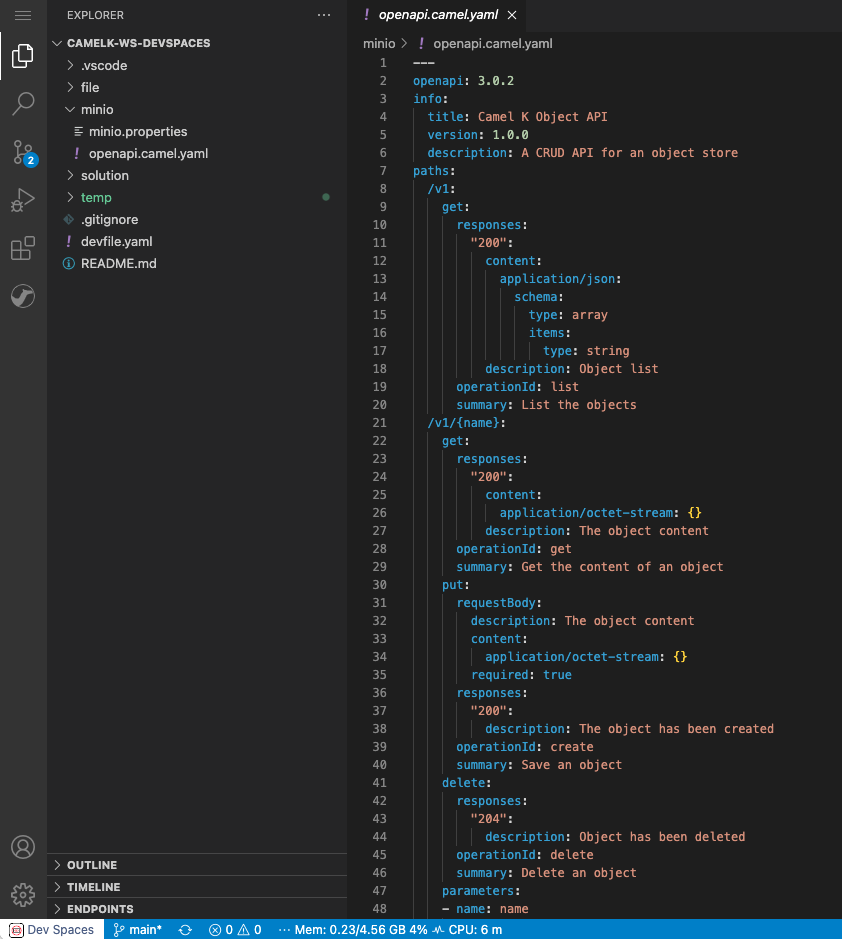 EXPLORER
CAMELK-WS-DEVSPACES
.vscode
file
minio
minio.properties
! openapi.camel.yaml
solution
temp
.gitignore
! devfile.yaml
README.md
OUTLINE
TIMELINE
ENDPOINTS
2
! openapi.camel.yaml
minio > ! openapi.camel.yaml
1 ---
2 openapi: 3.0.2
3 info:
4   title: Camel K Object API
5   version: 1.0.0
6   description: A CRUD API for an object store
7 paths:
8   /v1:
9     get:
10       responses:
11         "200":
12           content:
13             application/json:
14               schema:
15                 type: array
16                 items:
17                   type: string
18           description: Object list
19       operationId: list
20       summary: List the objects
21   /v1/{name}:
22     get:
23       responses:
24         "200":
25           content:
26             application/octet-stream: {}
27           description: The object content
28       operationId: get
29       summary: Get the content of an object
30     put:
31       requestBody:
32         description: The object content
33         content:
34           application/octet-stream: {}
35         required: true
36       responses:
37         "200":
38           description: The object has been created
39       operationId: create
40       summary: Save an object
41     delete:
42       responses:
43         "204":
44           description: Object has been deleted
45       operationId: delete
46       summary: Delete an object
47     parameters:
48     - name: name
Dev Spaces main* 0 0 Mem: 0.23/4.56 GB 4% CPU: 6 m